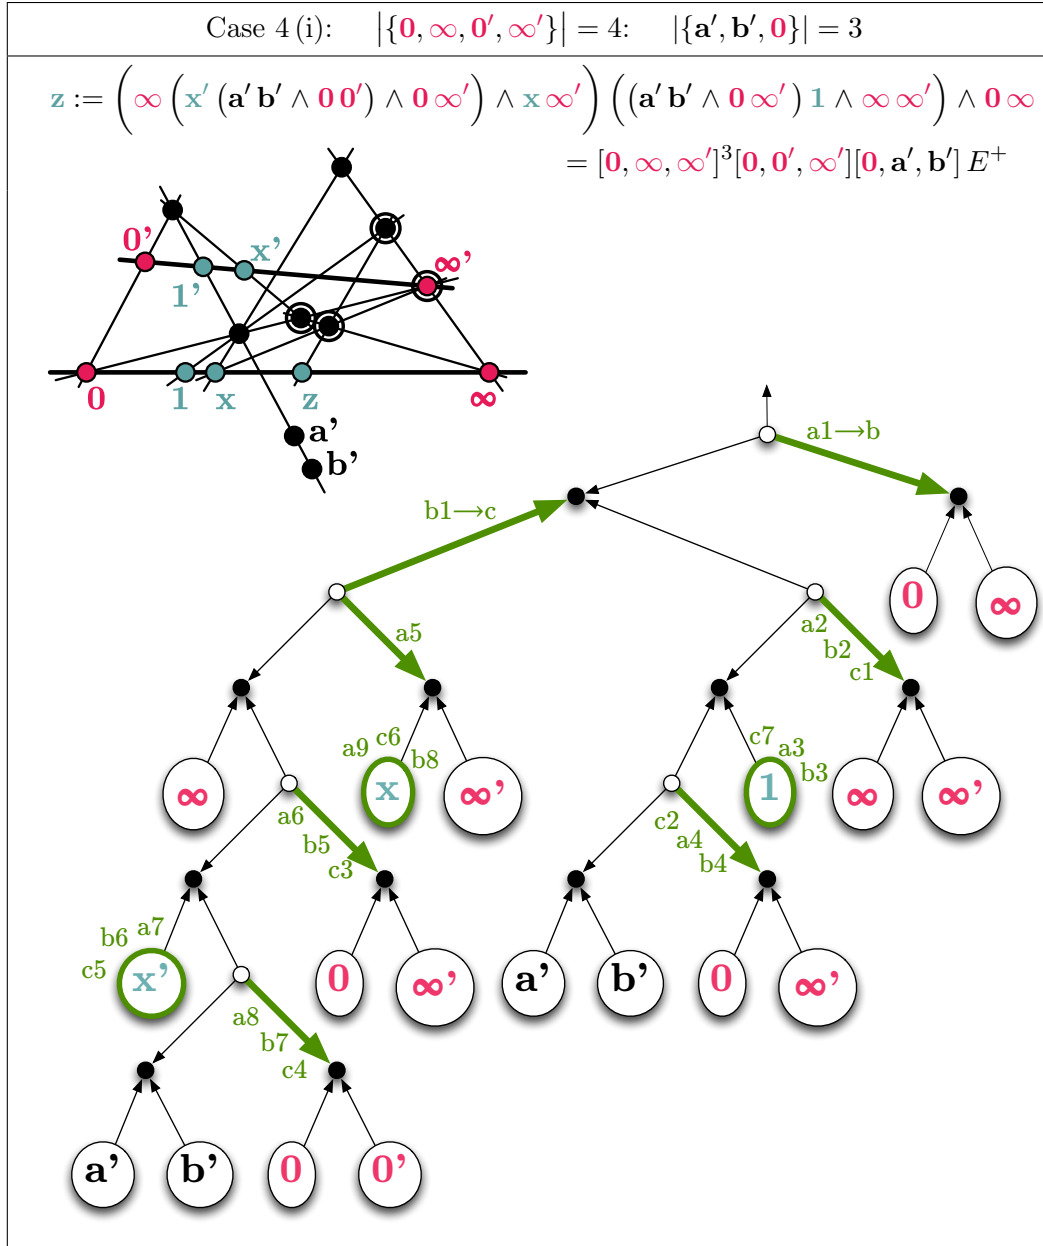 Case 4 (i): |{0, ∞, 0′, ∞′}| = 4: |{a′, b′, 0}| = 3
z := (∞ (x′ (a′ b′ ∧ 0 0′) ∧ 0 ∞′) ∧ x ∞′) ((a′ b′ ∧ 0 ∞′) 1 ∧ ∞ ∞′) ∧ 0 ∞
= [0, ∞, ∞′]³[0, 0′, ∞′][0, a′, b′] E⁺
0’ x’ ∞’
1’
0 1 x z ∞
a’
b’
a1→b
b1→c
0 ∞
a5 a2
b2
c1
a9 c6 b8 c7 a3 b3
∞ x ∞’ 1 ∞ ∞’
a6 c2
b5 a4
c3 b4
b6 a7
c5 x’ 0 ∞’ a’ b’ 0 ∞’
a8
b7
c4
a’ b’ 0 0’